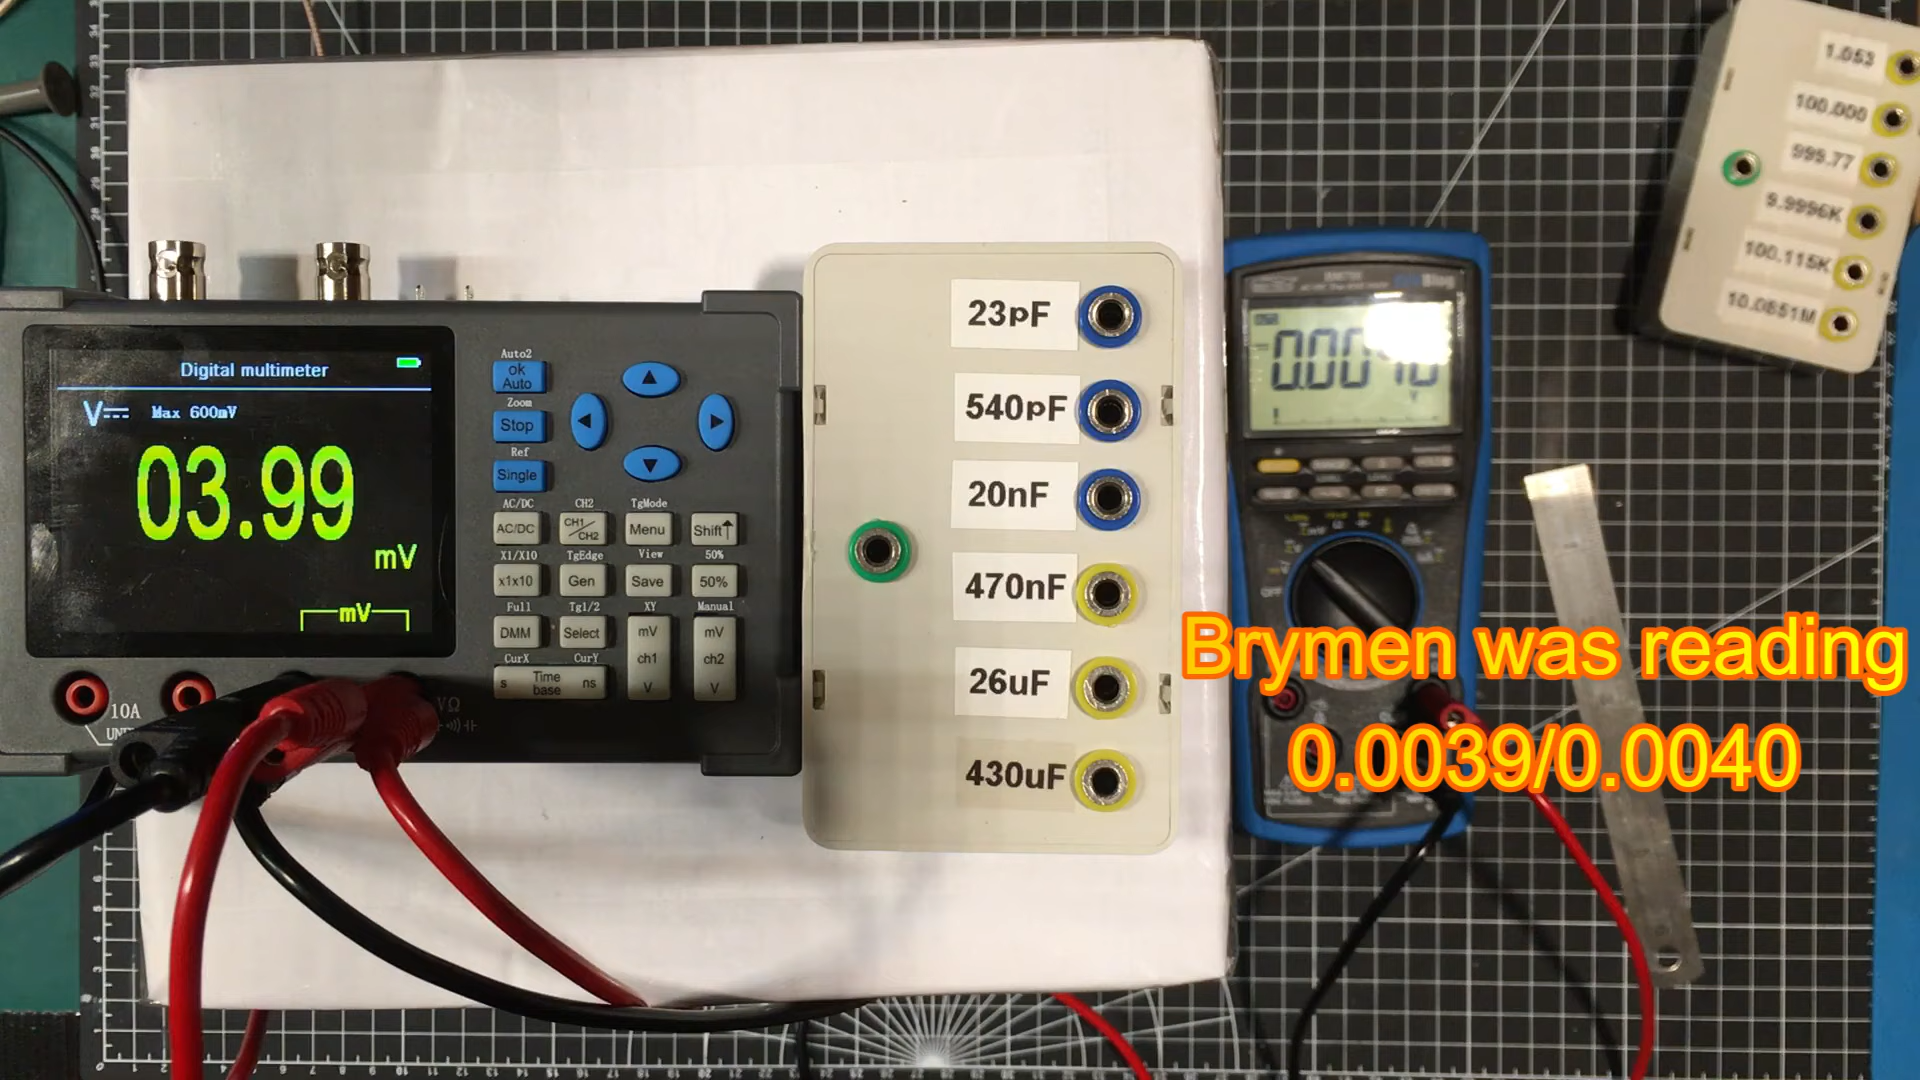 Digital multimeter
V Max 600mV
03.99
mV
mV
10A
VΩ
Auto2
ok
Auto
Zoom
Stop
Ref
Single
AC/DC CH2 TgMode
AC/DC CH1/CH2 Menu Shift
X1/X10 TgEdge View 50%
x1x10 Gen Save 50%
Full Tg1/2 XY Manual
DMM Select mV mV
CurX CurY
s Time base ns
ch1 ch2
V V
23pF
540pF
20nF
470nF
26uF
430uF
OFF
1.053
100.000
999.77
9.9996K
100.115K
10.0851M
Brymen was reading
0.0039/0.0040